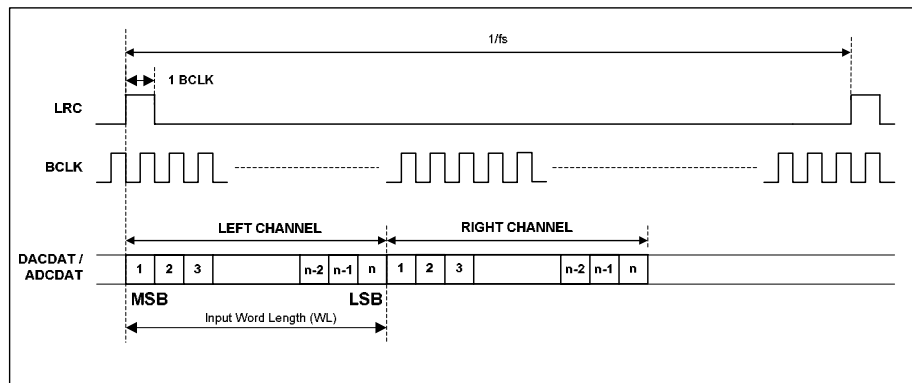 1/fs
1 BCLK
LRC
BCLK
LEFT CHANNEL
RIGHT CHANNEL
DACDAT /
ADCDAT
1 2 3 n-2 n-1 n 1 2 3 n-2 n-1 n
MSB LSB
Input Word Length (WL)